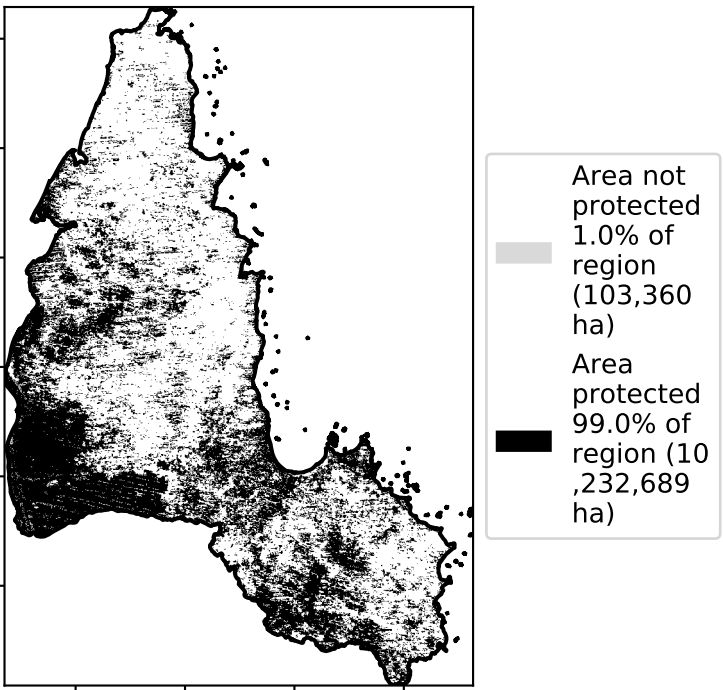 Area not
protected
1.0% of
region
(103,360
ha)
Area
protected
99.0% of
region (10
,232,689
ha)